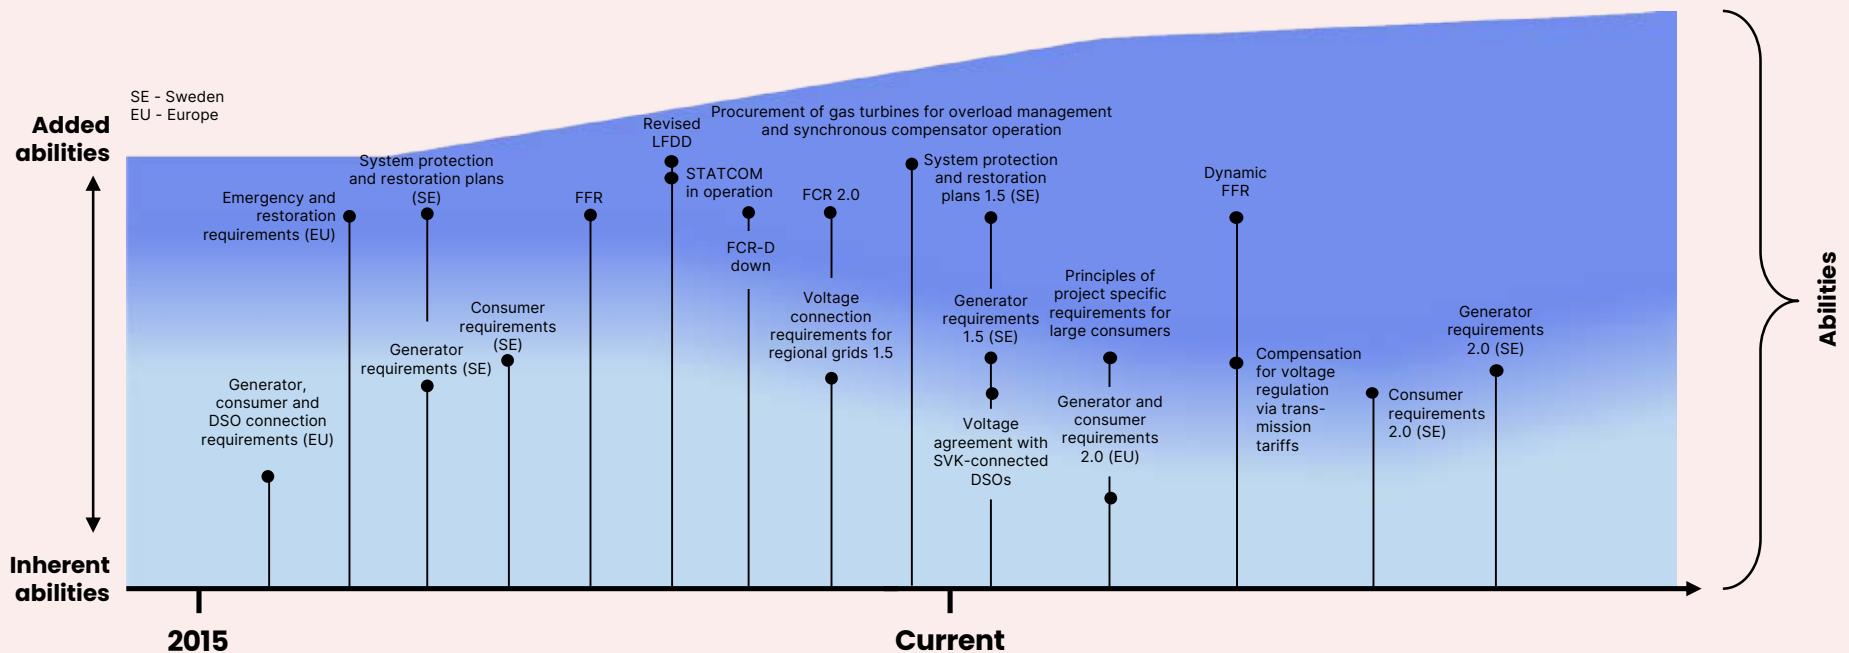 SE - Sweden
EU - Europe
Added
abilities
Inherent
abilities
Generator,
consumer and
DSO connection
requirements (EU)
Emergency and
restoration
requirements (EU)
System protection
and restoration plans
(SE)
Generator
requirements (SE)
Consumer
requirements
(SE)
FFR
Revised
LFDD
STATCOM
in operation
FCR-D
down
FCR 2.0
Voltage
connection
requirements for
regional grids 1.5
Procurement of gas turbines for overload management
and synchronous compensator operation
System protection
and restoration
plans 1.5 (SE)
Generator
requirements
1.5 (SE)
Voltage
agreement with
SVK-connected
DSOs
Principles of
project specific
requirements for
large consumers
Generator and
consumer
requirements
2.0 (EU)
Dynamic
FFR
Compensation
for voltage
regulation
via trans-
mission
tariffs
Consumer
requirements
2.0 (SE)
Generator
requirements
2.0 (SE)
Abilities
2015
Current